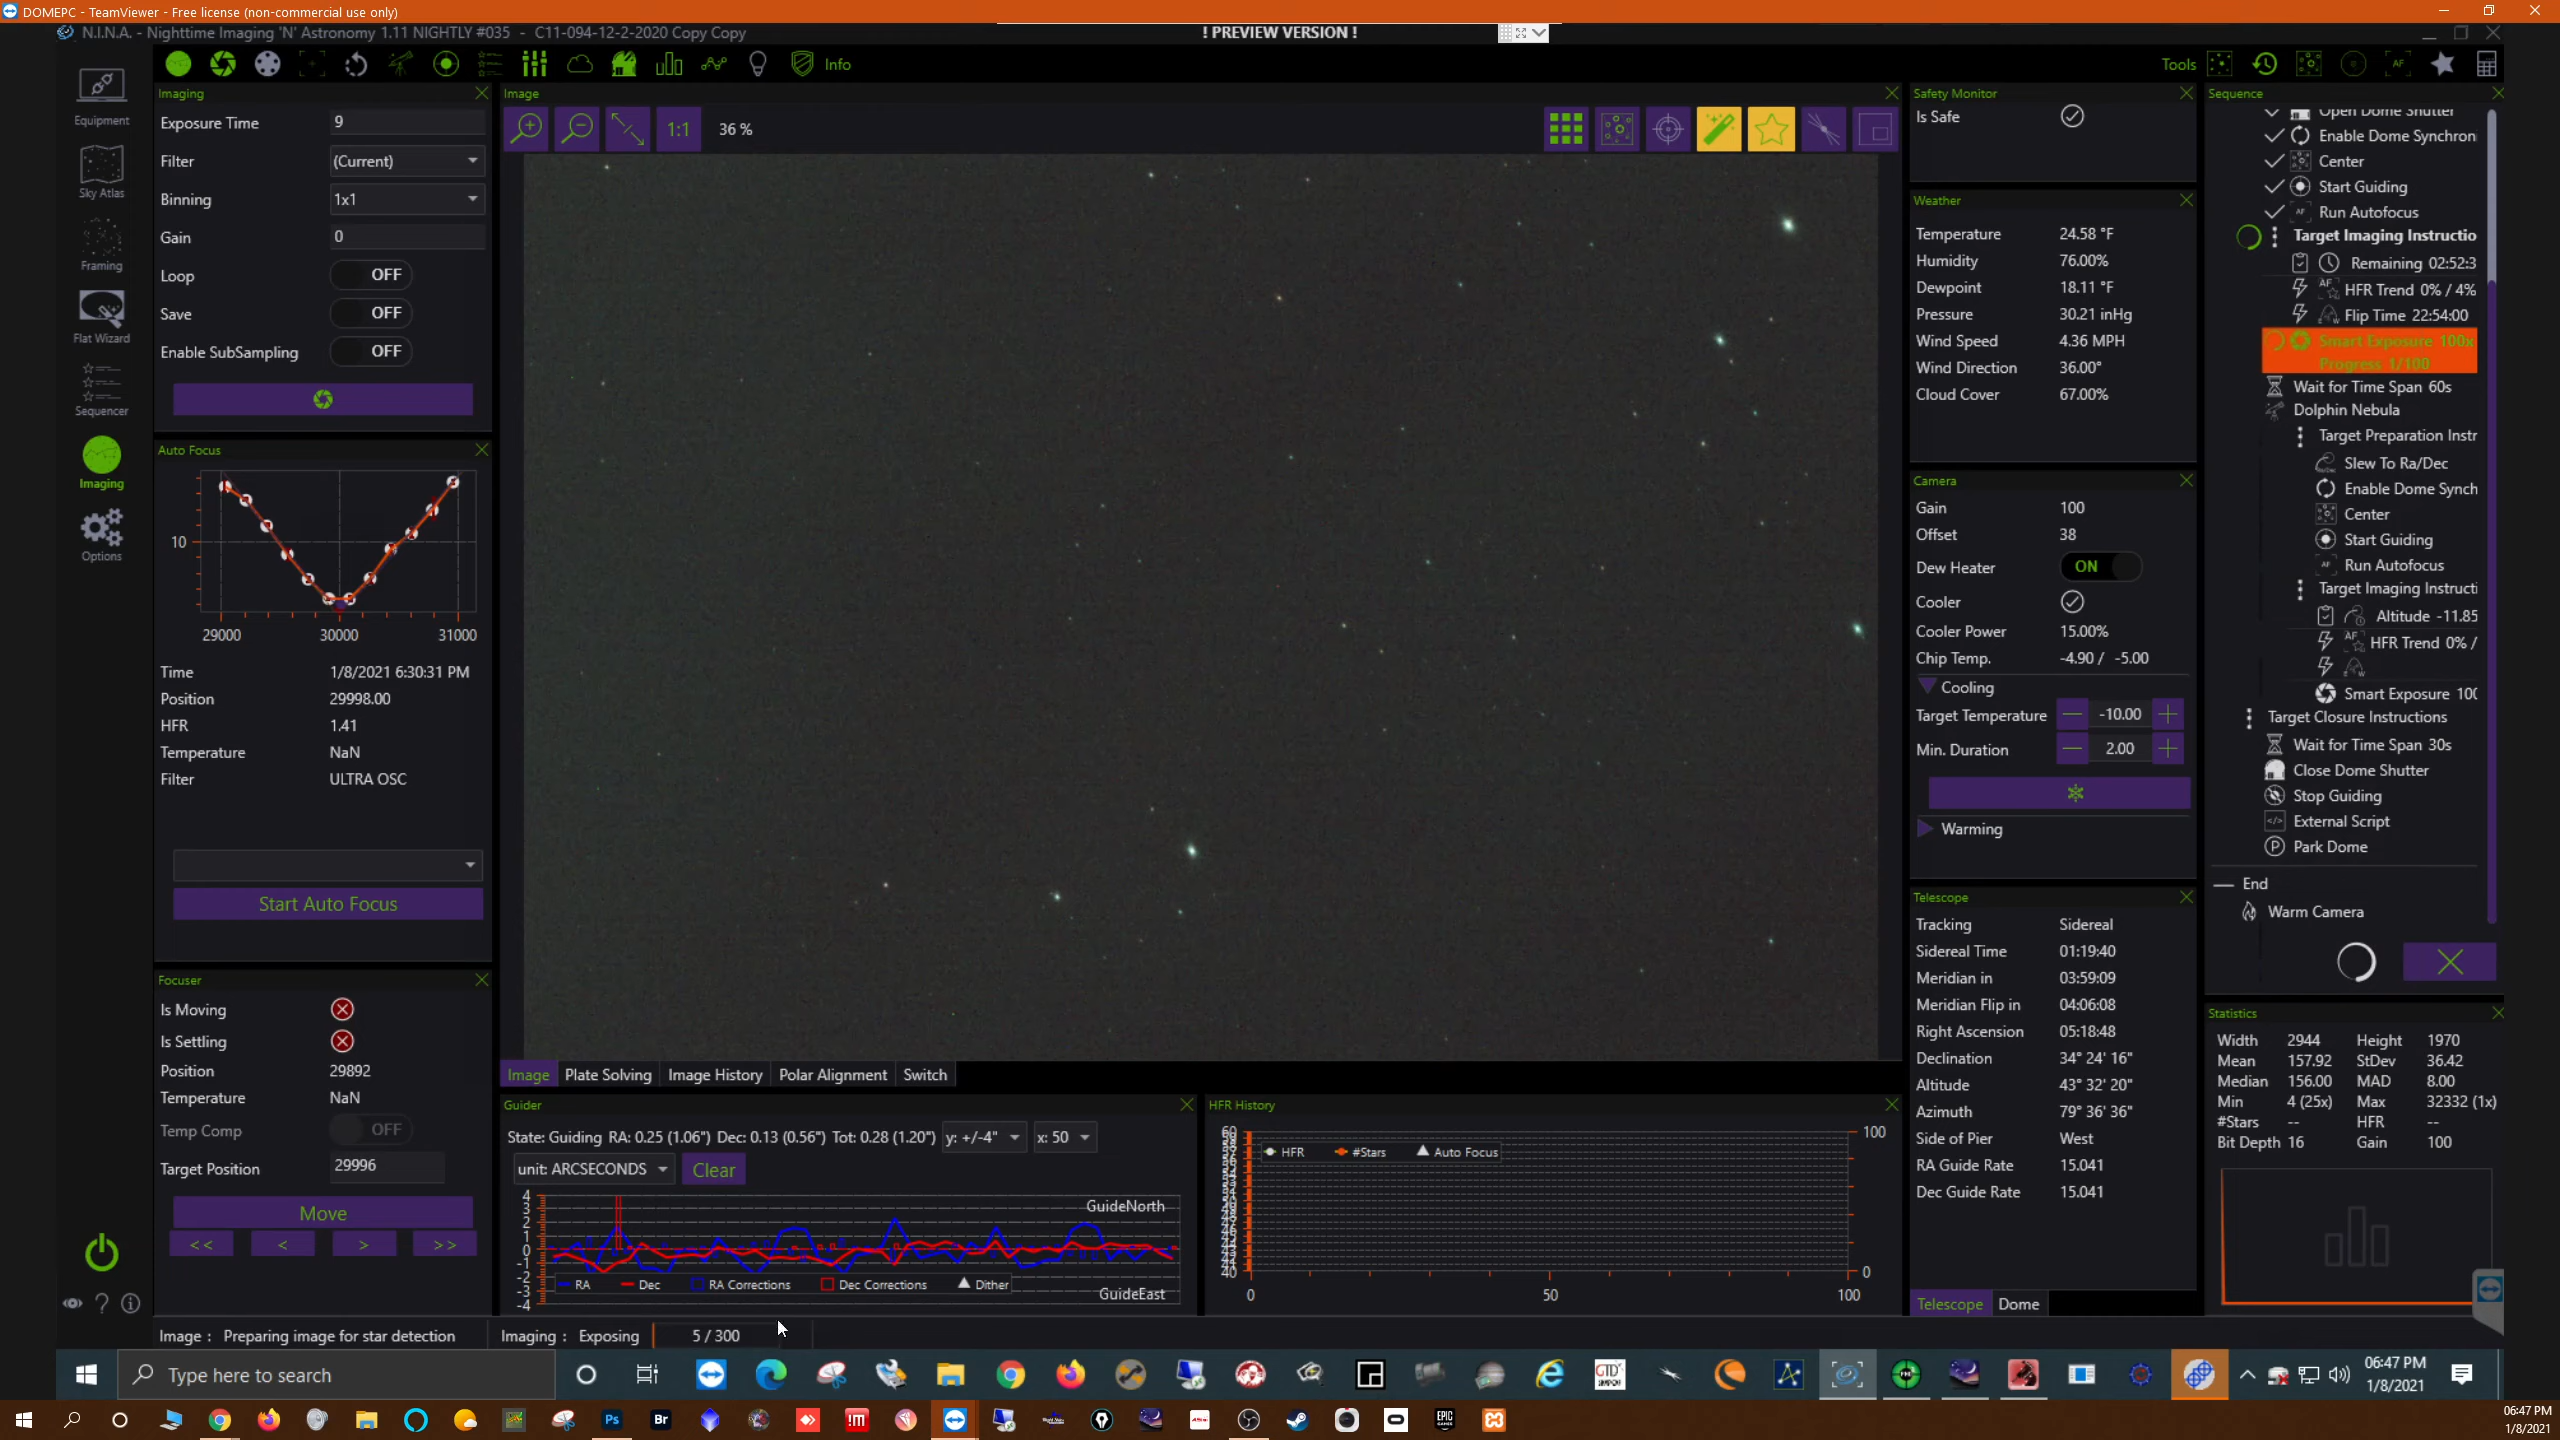 DOMEPC - TeamViewer - Free license (non-commercial use only)
N.I.N.A. - Nighttime Imaging 'N' Astronomy 1.11 NIGHTLY #035 - C11-094-12-2-2020 Copy Copy
! PREVIEW VERSION !
Info
Tools
Equipment
Sky Atlas
Framing
Flat Wizard
Sequencer
Imaging
Options
Imaging
Exposure Time 9
Filter (Current)
Binning 1x1
Gain 0
Loop OFF
Save OFF
Enable SubSampling OFF
Auto Focus
10
29000 30000 31000
Time 1/8/2021 6:30:31 PM
Position 29998.00
HFR 1.41
Temperature NaN
Filter ULTRA OSC
Start Auto Focus
Focuser
Is Moving
Is Settling
Position 29892
Temperature NaN
Temp Comp OFF
Target Position 29996
Move
<< < > >>
Image
1:1 36 %
Image Plate Solving Image History Polar Alignment Switch
Guider
State: Guiding RA: 0.25 (1.06") Dec: 0.13 (0.56") Tot: 0.28 (1.20") y: +/-4" x: 50
unit: ARCSECONDS Clear
4
3
2
1
0
-1
-2
-3
-4
GuideNorth
RA Dec RA Corrections Dec Corrections Dither
GuideEast
HFR History
60
40
HFR #Stars Auto Focus
100
0
0 50 100
Safety Monitor
Is Safe
Weather
Temperature 24.58 °F
Humidity 76.00%
Dewpoint 18.11 °F
Pressure 30.21 inHg
Wind Speed 4.36 MPH
Wind Direction 36.00°
Cloud Cover 67.00%
Camera
Gain 100
Offset 38
Dew Heater ON
Cooler
Cooler Power 15.00%
Chip Temp. -4.90 / -5.00
Cooling
Target Temperature -10.00
Min. Duration 2.00
Warming
Telescope
Tracking Sidereal
Sidereal Time 01:19:40
Meridian in 03:59:09
Meridian Flip in 04:06:08
Right Ascension 05:18:48
Declination 34° 24' 16"
Altitude 43° 32' 20"
Azimuth 79° 36' 36"
Side of Pier West
RA Guide Rate 15.041
Dec Guide Rate 15.041
Telescope Dome
Sequence
Open Dome Shutter
Enable Dome Synchron
Center
Start Guiding
Run Autofocus
Target Imaging Instructio
Remaining 02:52:3
HFR Trend 0% / 4%
Flip Time 22:54:00
Smart Exposure 100x
Progress 1/100
Wait for Time Span 60s
Dolphin Nebula
Target Preparation Instr
Slew To Ra/Dec
Enable Dome Synch
Center
Start Guiding
Run Autofocus
Target Imaging Instructi
Altitude -11.85
HFR Trend 0% /
Smart Exposure 100
Target Closure Instructions
Wait for Time Span 30s
Close Dome Shutter
Stop Guiding
External Script
Park Dome
End
Warm Camera
Statistics
Width 2944 Height 1970
Mean 157.92 StDev 36.42
Median 156.00 MAD 8.00
Min 4 (25x) Max 32332 (1x)
#Stars -- HFR --
Bit Depth 16 Gain 100
Image : Preparing image for star detection
Imaging : Exposing 5 / 300
Type here to search
06:47 PM
1/8/2021
06:47 PM
1/8/2021